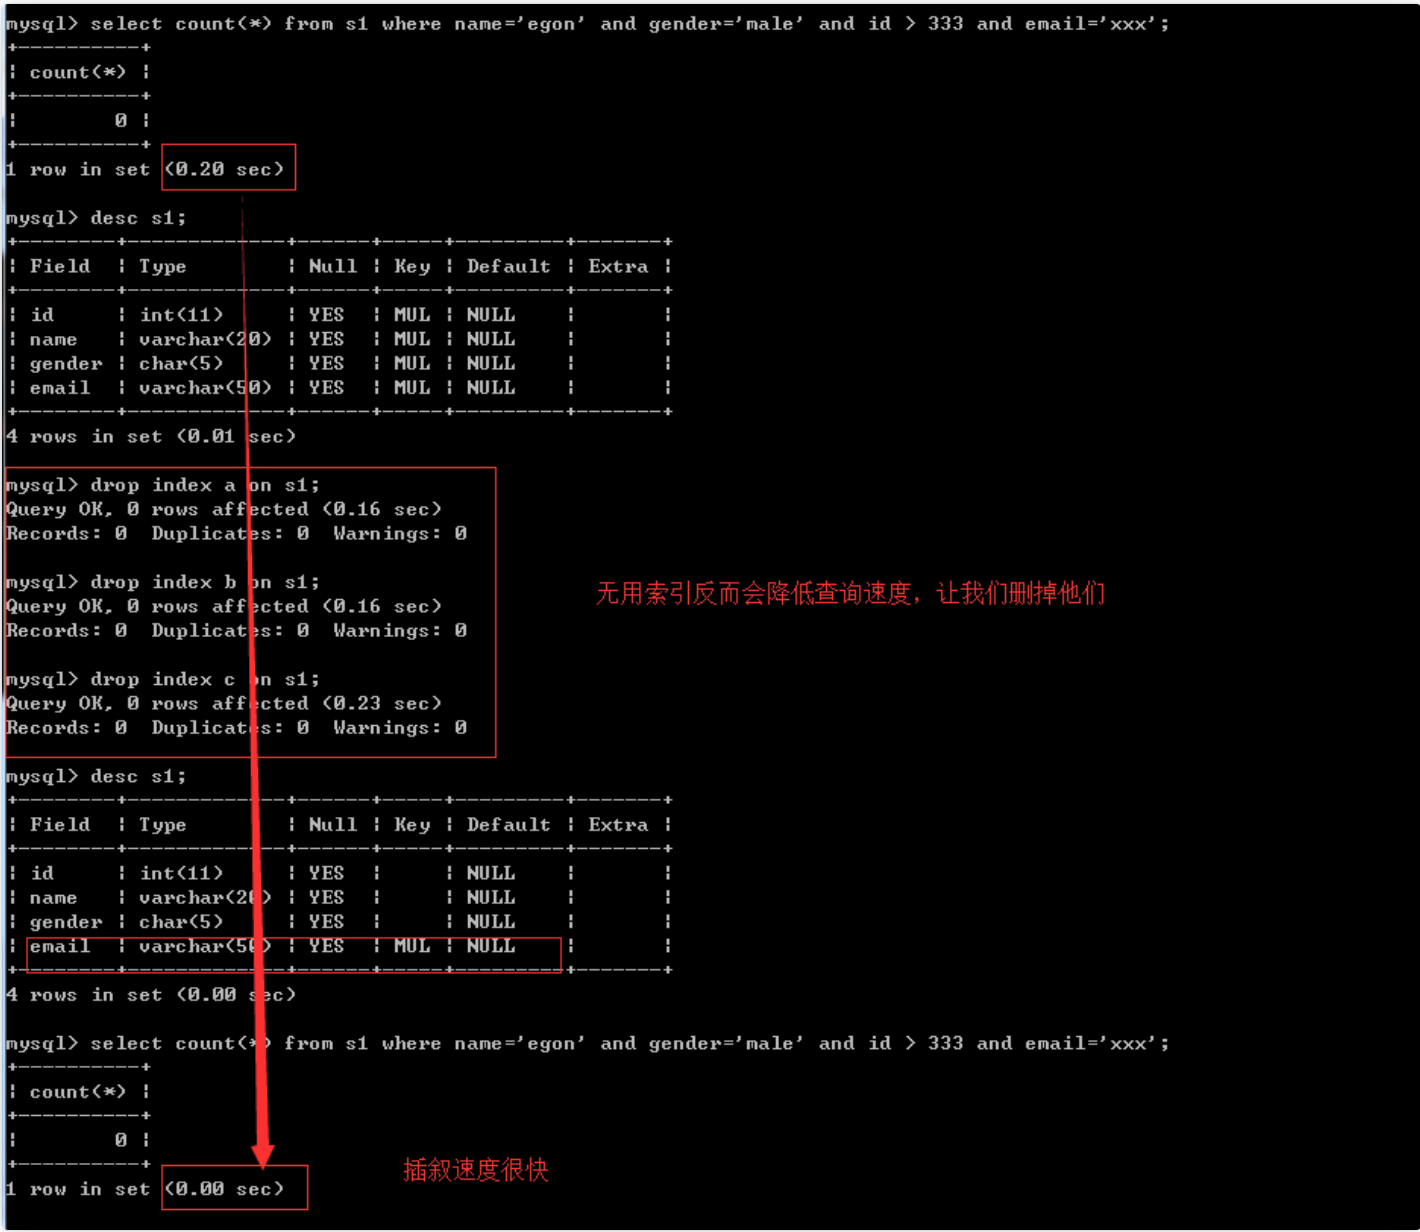 mysql> select count(*) from s1 where name='egon' and gender='male' and id > 333 and email='xxx';
+----------+
| count(*) |
+----------+
|        0 |
+----------+
1 row in set (0.20 sec)
mysql> desc s1;
+--------+-------------+------+-----+---------+-------+
| Field  | Type        | Null | Key | Default | Extra |
+--------+-------------+------+-----+---------+-------+
| id     | int(11)     | YES  | MUL | NULL    |       |
| name   | varchar(20) | YES  | MUL | NULL    |       |
| gender | char(5)     | YES  | MUL | NULL    |       |
| email  | varchar(50) | YES  | MUL | NULL    |       |
+--------+-------------+------+-----+---------+-------+
4 rows in set (0.01 sec)
mysql> drop index a on s1;
Query OK, 0 rows affected (0.16 sec)
Records: 0  Duplicates: 0  Warnings: 0
mysql> drop index b on s1;
无用索引反而会降低查询速度，让我们删掉他们
Query OK, 0 rows affected (0.16 sec)
Records: 0  Duplicates: 0  Warnings: 0
mysql> drop index c on s1;
Query OK, 0 rows affected (0.23 sec)
Records: 0  Duplicates: 0  Warnings: 0
mysql> desc s1;
+--------+-------------+------+-----+---------+-------+
| Field  | Type        | Null | Key | Default | Extra |
+--------+-------------+------+-----+---------+-------+
| id     | int(11)     | YES  |     | NULL    |       |
| name   | varchar(20) | YES  |     | NULL    |       |
| gender | char(5)     | YES  |     | NULL    |       |
| email  | varchar(50) | YES  | MUL | NULL    |       |
+--------+-------------+------+-----+---------+-------+
4 rows in set (0.00 sec)
mysql> select count(*) from s1 where name='egon' and gender='male' and id > 333 and email='xxx';
+----------+
| count(*) |
+----------+
|        0 |
+----------+
插叙速度很快
1 row in set (0.00 sec)